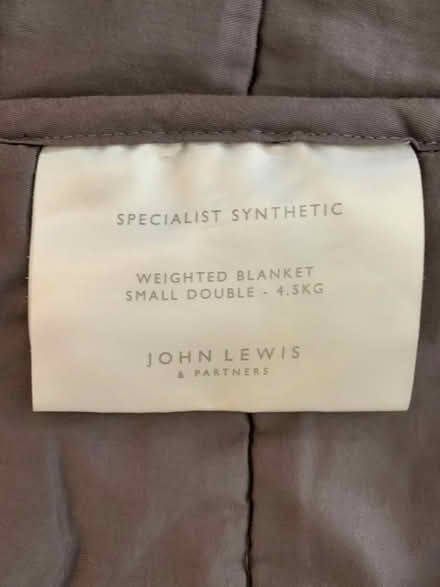 SPECIALIST SYNTHETIC
WEIGHTED BLANKET
SMALL DOUBLE - 4.5KG
JOHN LEWIS
& PARTNERS